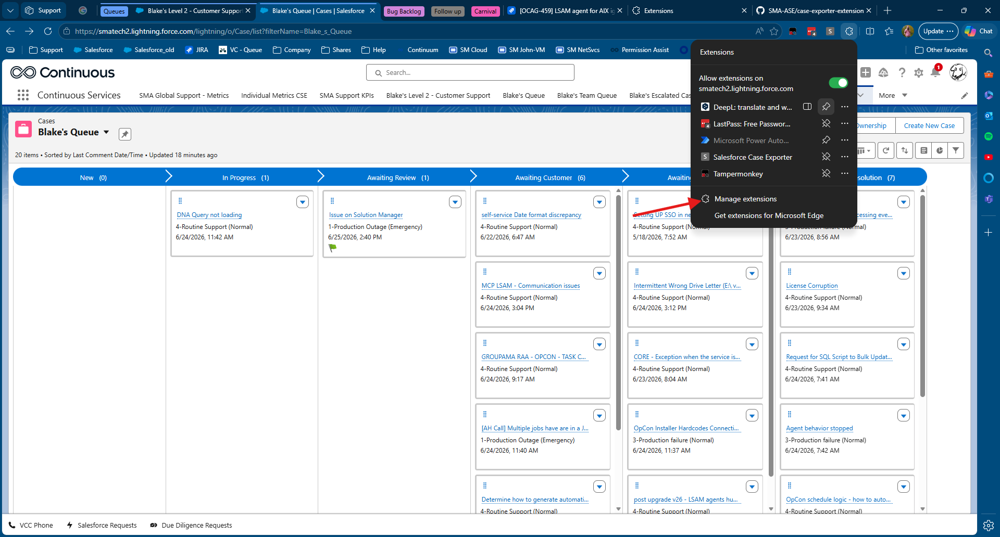 Support
Queues
Blake's Level 2 - Customer Suppor
Blake's Queue | Cases | Salesforce
Bug Backlog
Follow up
Carnival
[OCAG-459] LSAM agent for AIX ig
Extensions
SMA-ASE/case-exporter-extension
https://smatech2.lightning.force.com/lightning/o/Case/list?filterName=Blake_s_Queue
Update
Chat
Support
Salesforce
Salesforce_old
JIRA
VC - Queue
Company
Shares
Help
Continuum
SM Cloud
SM John-VM
SM NetSvcs
Permission Assist
Other favorites
Extensions
Allow extensions on
smatech2.lightning.force.com
DeepL: translate and w...
LastPass: Free Passwor...
Microsoft Power Auto...
Salesforce Case Exporter
Tampermonkey
Manage extensions
Get extensions for Microsoft Edge
Continuous
Search...
1
Continuous Services
SMA Global Support - Metrics
Individual Metrics CSE
SMA Support KPIs
Blake's Level 2 - Customer Support
Blake's Queue
Blake's Team Queue
Blake's Escalated Cas
More
Cases
Blake's Queue
Ownership
Create New Case
20 items • Sorted by Last Comment Date/Time • Updated 18 minutes ago
New (0)
In Progress (1)
Awaiting Review (1)
Awaiting Customer (6)
Awaiting
solution (7)
DNA Query not loading
4-Routine Support (Normal)
6/24/2026, 11:42 AM
Issue on Solution Manager
1-Production Outage (Emergency)
6/25/2026, 2:40 PM
self-service Date format discrepancy
4-Routine Support (Normal)
6/22/2026, 6:47 AM
MCP LSAM - Communication issues
4-Routine Support (Normal)
6/24/2026, 3:04 PM
GROUPAMA RAA - OPCON - TASK C...
4-Routine Support (Normal)
6/24/2026, 9:17 AM
[AH Call] Multiple jobs have are in a J...
1-Production Outage (Emergency)
6/24/2026, 11:40 AM
Determine how to generate automati...
4-Routine Support (Normal)
Setting UP SSO in ne
4-Routine Support (Normal)
5/18/2026, 7:52 AM
Intermittent Wrong Drive Letter (E:\ v...
4-Routine Support (Normal)
6/24/2026, 3:12 PM
CORE - Exception when the service is...
4-Routine Support (Normal)
6/23/2026, 8:04 AM
OpCon Installer Hardcodes Connecti...
3-Production failure (Normal)
6/24/2026, 11:37 AM
post upgrade v26 - LSAM agents hu...
4-Routine Support (Normal)
cessing eve...
3-Production failure (Normal)
6/23/2026, 8:56 AM
License Corruption
4-Routine Support (Normal)
6/23/2026, 9:34 AM
Request for SQL Script to Bulk Updat...
4-Routine Support (Normal)
6/24/2026, 7:41 AM
Agent behavior stopped
3-Production failure (Normal)
6/24/2026, 7:42 AM
OpCon schedule logic - how to auto...
4-Routine Support (Normal)
VCC Phone
Salesforce Requests
Due Diligence Requests